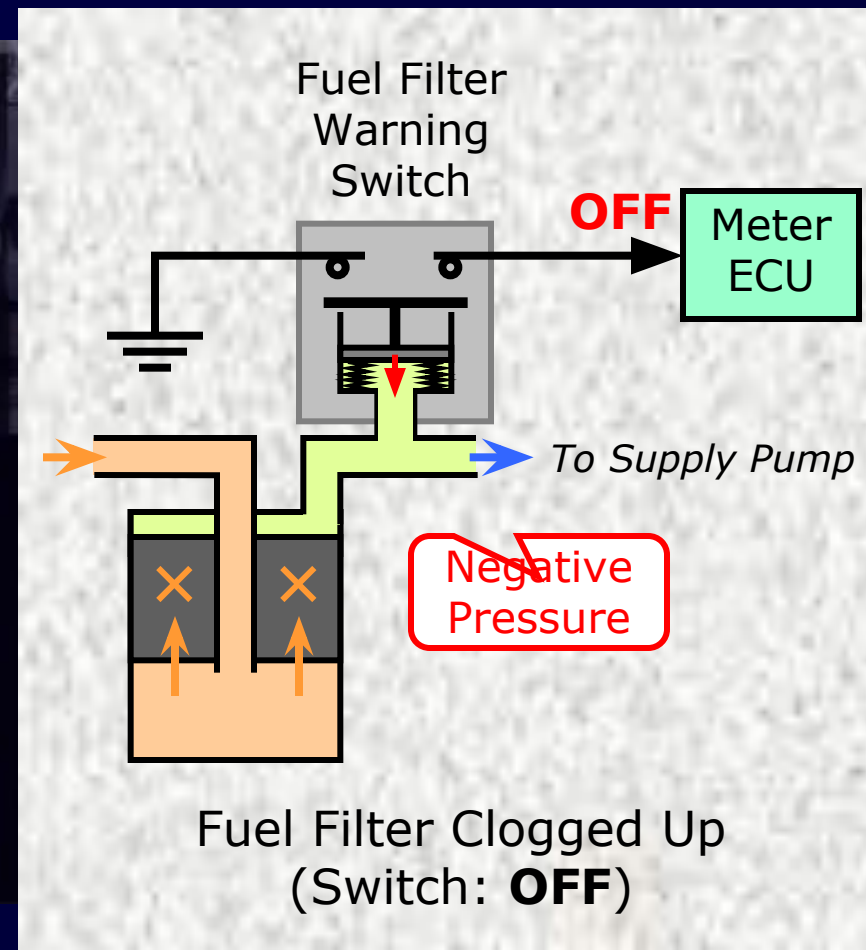 Fuel Filter
Warning
Switch
OFF
Meter
ECU
To Supply Pump
Negative
Pressure
Fuel Filter Clogged Up
(Switch: OFF)